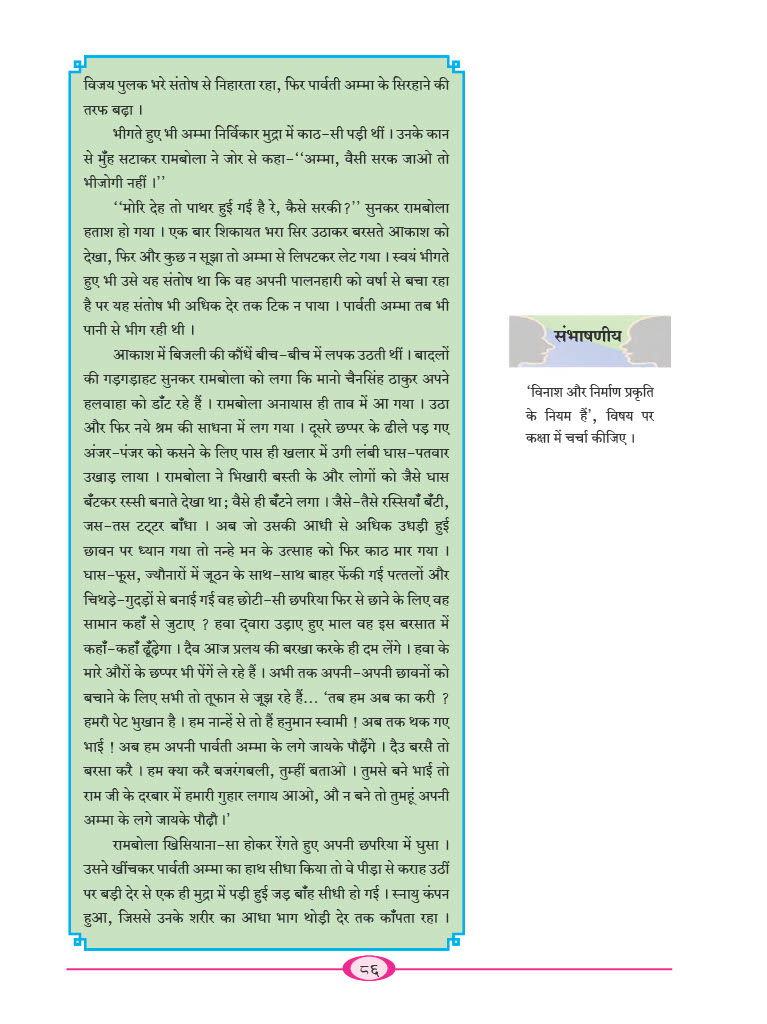 विजय पुलक भरे संतोष से निहारता रहा, फिर पार्वती अम्मा के सिरहाने की
तरफ बढ़ा ।
भीगते हुए भी अम्मा निर्विकार मुद्रा में काठ-सी पड़ी थीं । उनके कान
से मुँह सटाकर रामबोला ने जोर से कहा-‘‘अम्मा, वैसी सरक जाओ तो
भीजोगी नहीं ।’’
‘‘मोरि देह तो पाथर हुई गई है रे, कैसे सरकी?’’ सुनकर रामबोला
हताश हो गया । एक बार शिकायत भरा सिर उठाकर बरसते आकाश को
देखा, फिर और कुछ न सूझा तो अम्मा से लिपटकर लेट गया । स्वयं भीगते
हुए भी उसे यह संतोष था कि वह अपनी पालनहारी को वर्षा से बचा रहा
है पर यह संतोष भी अधिक देर तक टिक न पाया । पार्वती अम्मा तब भी
पानी से भीग रही थी ।
आकाश में बिजली की कौंधें बीच-बीच में लपक उठती थीं । बादलों
की गड़गड़ाहट सुनकर रामबोला को लगा कि मानो चैनसिंह ठाकुर अपने
हलवाहा को डाँट रहे हैं । रामबोला अनायास ही ताव में आ गया । उठा
और फिर नये श्रम की साधना में लग गया । दूसरे छप्पर के ढीले पड़ गए
अंजर-पंजर को कसने के लिए पास ही खलार में उगी लंबी घास-पतवार
उखाड़ लाया । रामबोला ने भिखारी बस्ती के और लोगों को जैसे घास
बँटकर रस्सी बनाते देखा था; वैसे ही बँटने लगा । जैसे-तैसे रस्सियाँ बँटी,
जस-तस टट्‍टर बाँधा । अब जो उसकी आधी से अधिक उधड़ी हुई
छावन पर ध्यान गया तो नन्हे मन के उत्साह को फिर काठ मार गया ।
घास-फूस, ज्यौनारों में जूठन के साथ-साथ बाहर फेंकी गई पत्तलों और
चिथड़े-गुदड़ों से बनाई गई वह छोटी-सी छपरिया फिर से छाने के लिए वह
सामान कहाँ से जुटाए ? हवा द्‍वारा उड़ाए हुए माल वह इस बरसात में
कहाँ-कहाँ ढूँढ़ेगा । दैव आज प्रलय की बरखा करके ही दम लेंगे । हवा के
मारे औरों के छप्पर भी पेंगें ले रहे हैं । अभी तक अपनी-अपनी छावनों को
बचाने के लिए सभी तो तूफान से जूझ रहे हैं... ‘तब हम अब का करी ?
हमरौ पेट भुखान है । हम नान्हें से तो हैं हनुमान स्वामी ! अब तक थक गए
भाई ! अब हम अपनी पार्वती अम्मा के लगे जायके पौढ़ैंगे । दैउ बरसै तो
बरसा करै । हम क्या करै बजरंगबली, तुम्हीं बताओ । तुमसे बने भाई तो
राम जी के दरबार में हमारी गुहार लगाय आओ, औ न बने तो तुमहूं अपनी
अम्मा के लगे जायके पौढ़ौ ।’
रामबोला खिसियाना-सा होकर रेंगते हुए अपनी छपरिया में घुसा ।
उसने खींचकर पार्वती अम्मा का हाथ सीधा किया तो वे पीड़ा से कराह उठीं
पर बड़ी देर से एक ही मुद्रा में पड़ी हुई जड़ बाँह सीधी हो गई । स्नायु कंपन
हुआ, जिससे उनके शरीर का आधा भाग थोड़ी देर तक काँपता रहा ।
संभाषणीय
‘विनाश और निर्माण प्रकृति
के नियम हैं’, विषय पर
कक्षा में चर्चा कीजिए ।
८६